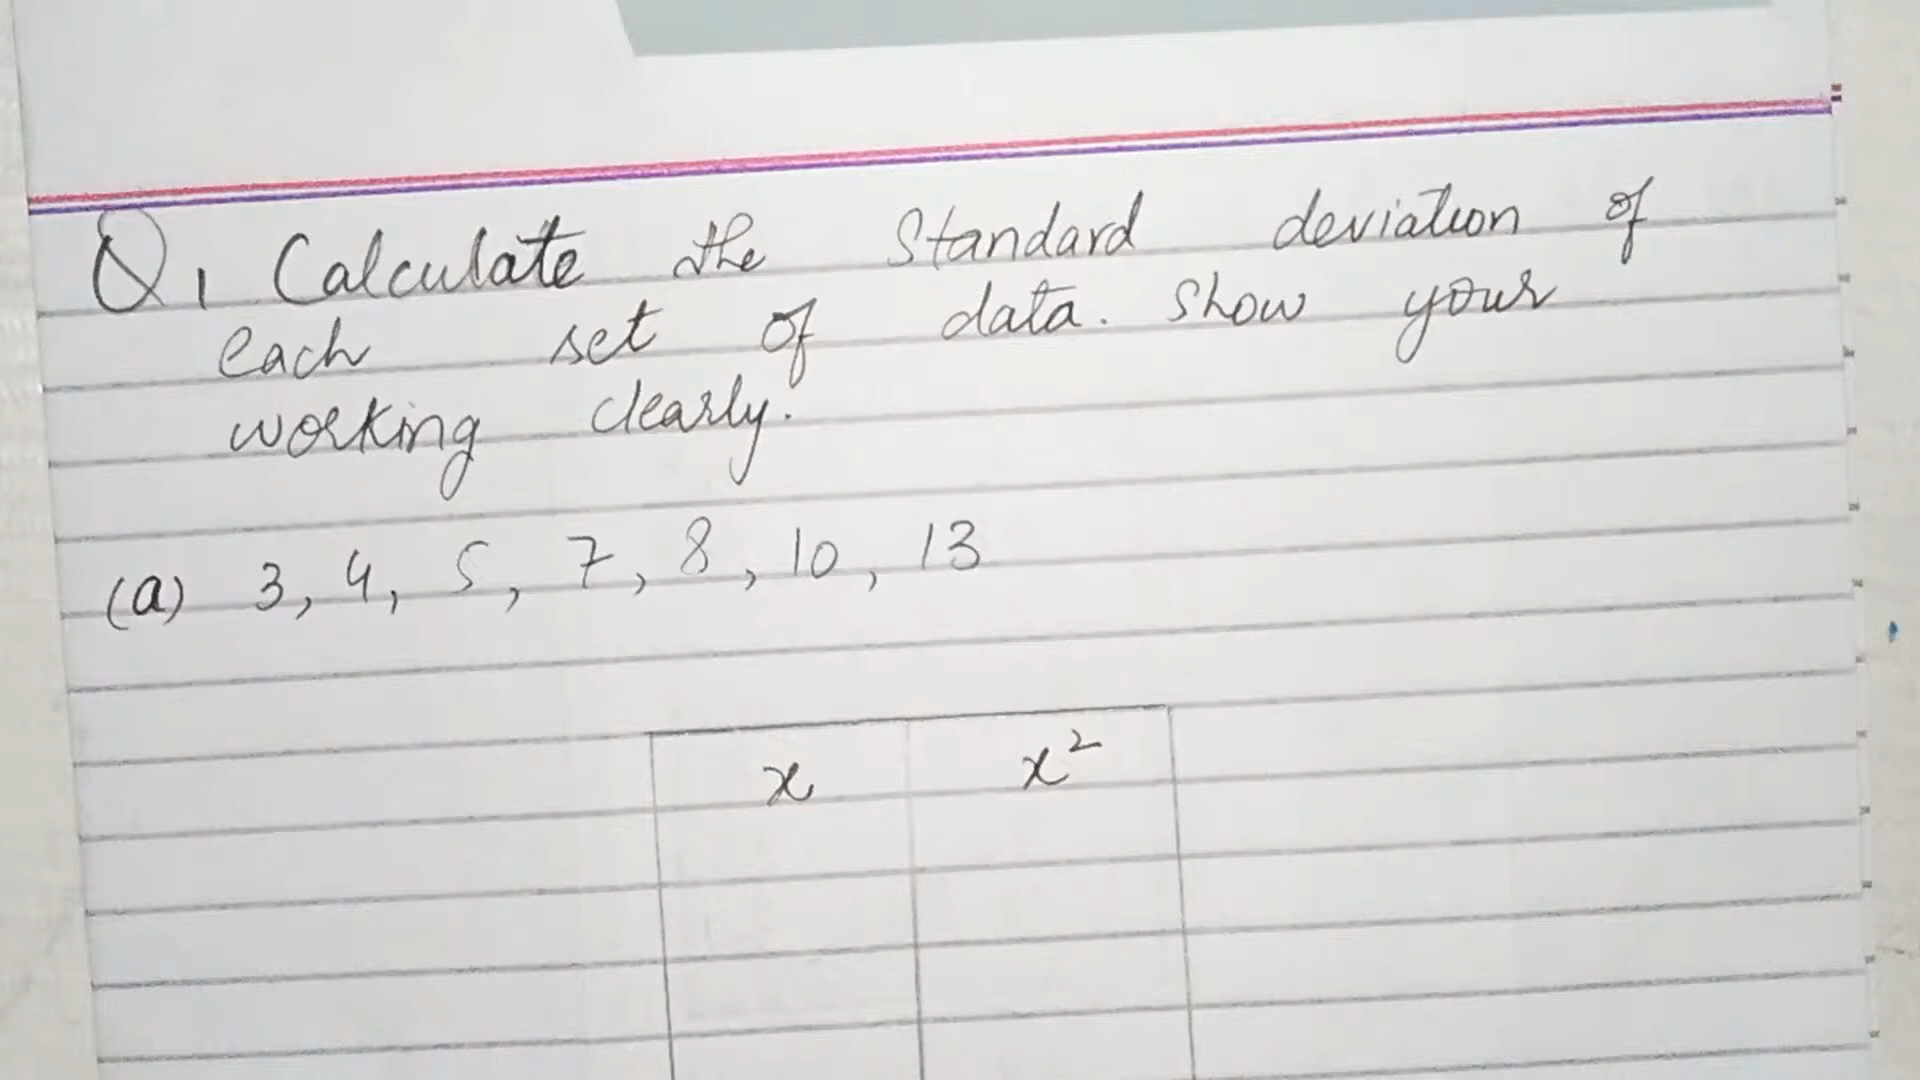 Q1 Calculate the Standard deviation of
each set of data. Show your
working clearly.
(a) 3, 4, 5, 7, 8, 10, 13
x x²